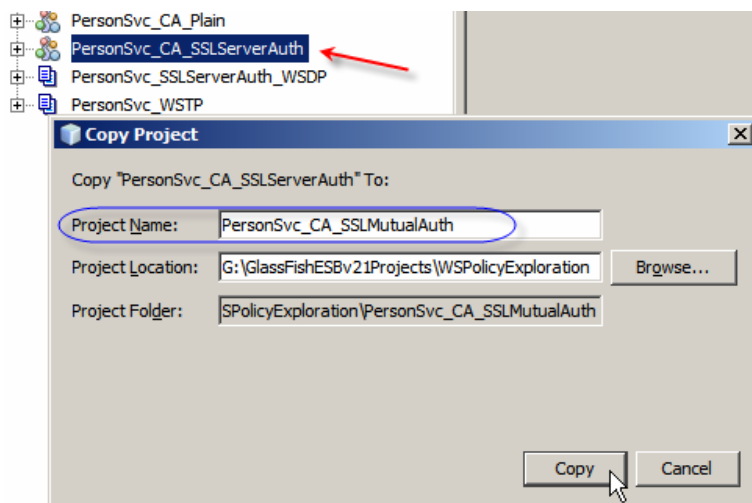 PersonSvc_CA_Plain
PersonSvc_CA_SSLServerAuth
PersonSvc_SSLServerAuth_WSDP
PersonSvc_WSTP
Copy Project
Copy "PersonSvc_CA_SSLServerAuth" To:
Project Name: PersonSvc_CA_SSLMutualAuth
Project Location: G:\GlassFishESBv21Projects\WSPolicyExploration Browse...
Project Folder: SPolicyExploration\PersonSvc_CA_SSLMutualAuth
Copy Cancel